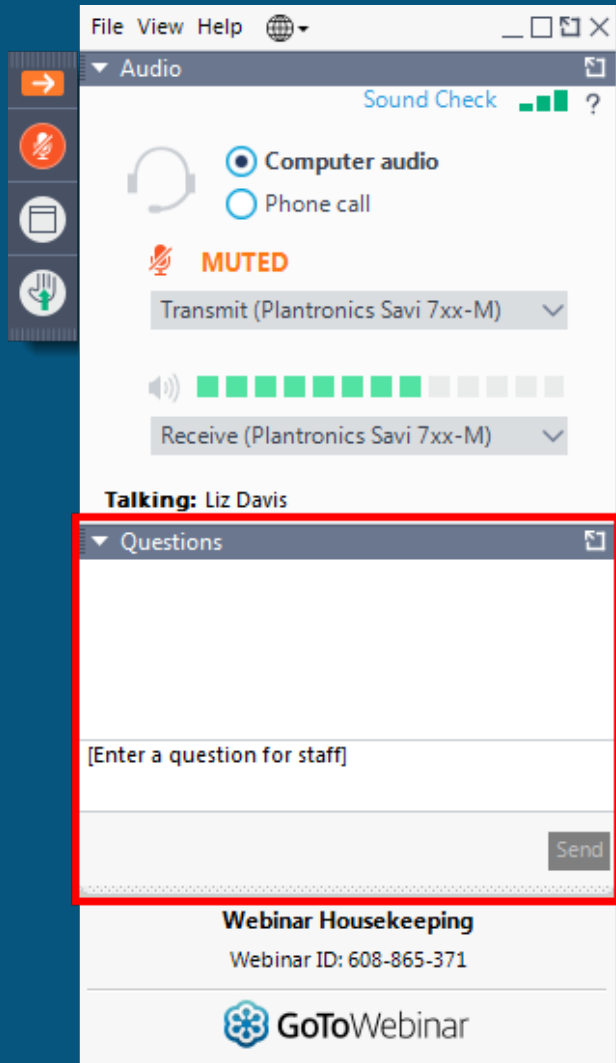 File View Help
Audio
Sound Check ?
Computer audio
Phone call
MUTED
Transmit (Plantronics Savi 7xx-M)
Receive (Plantronics Savi 7xx-M)
Talking: Liz Davis
Questions
[Enter a question for staff]
Send
Webinar Housekeeping
Webinar ID: 608-865-371
GoToWebinar